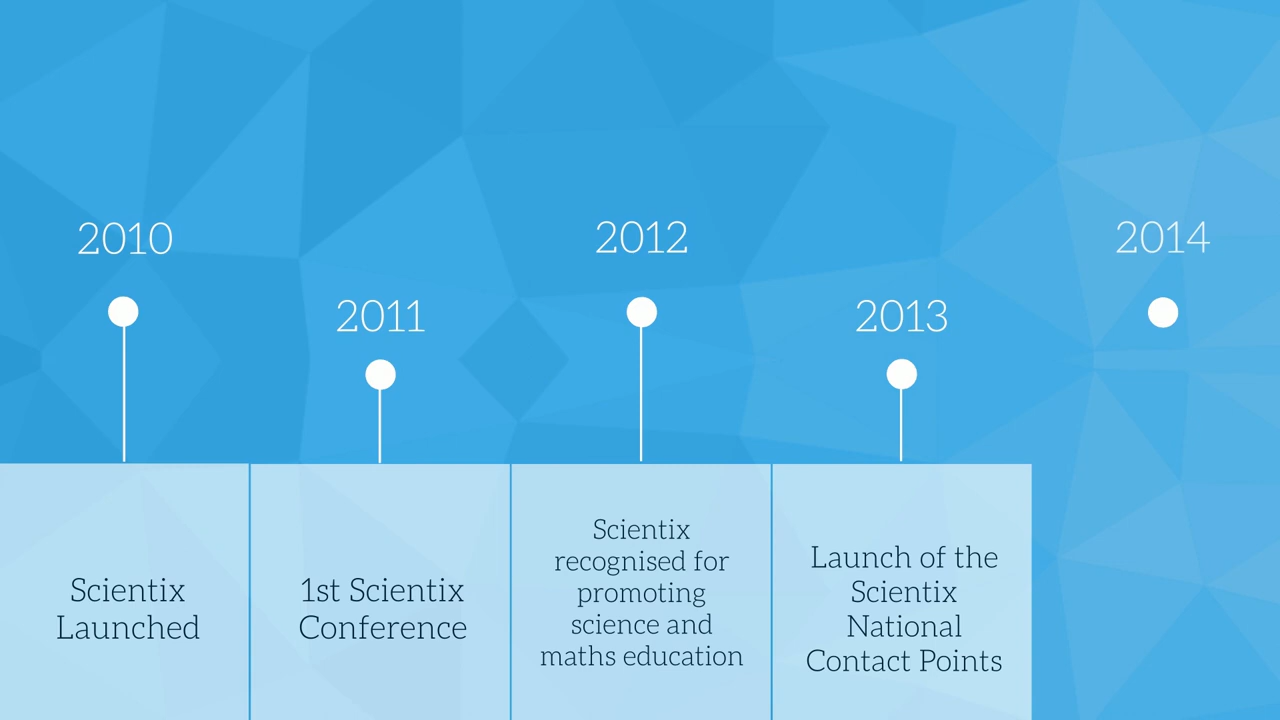 2010
Scientix
Launched
2011
1st Scientix
Conference
2012
Scientix
recognised for
promoting
science and
maths education
2013
Launch of the
Scientix
National
Contact Points
2014